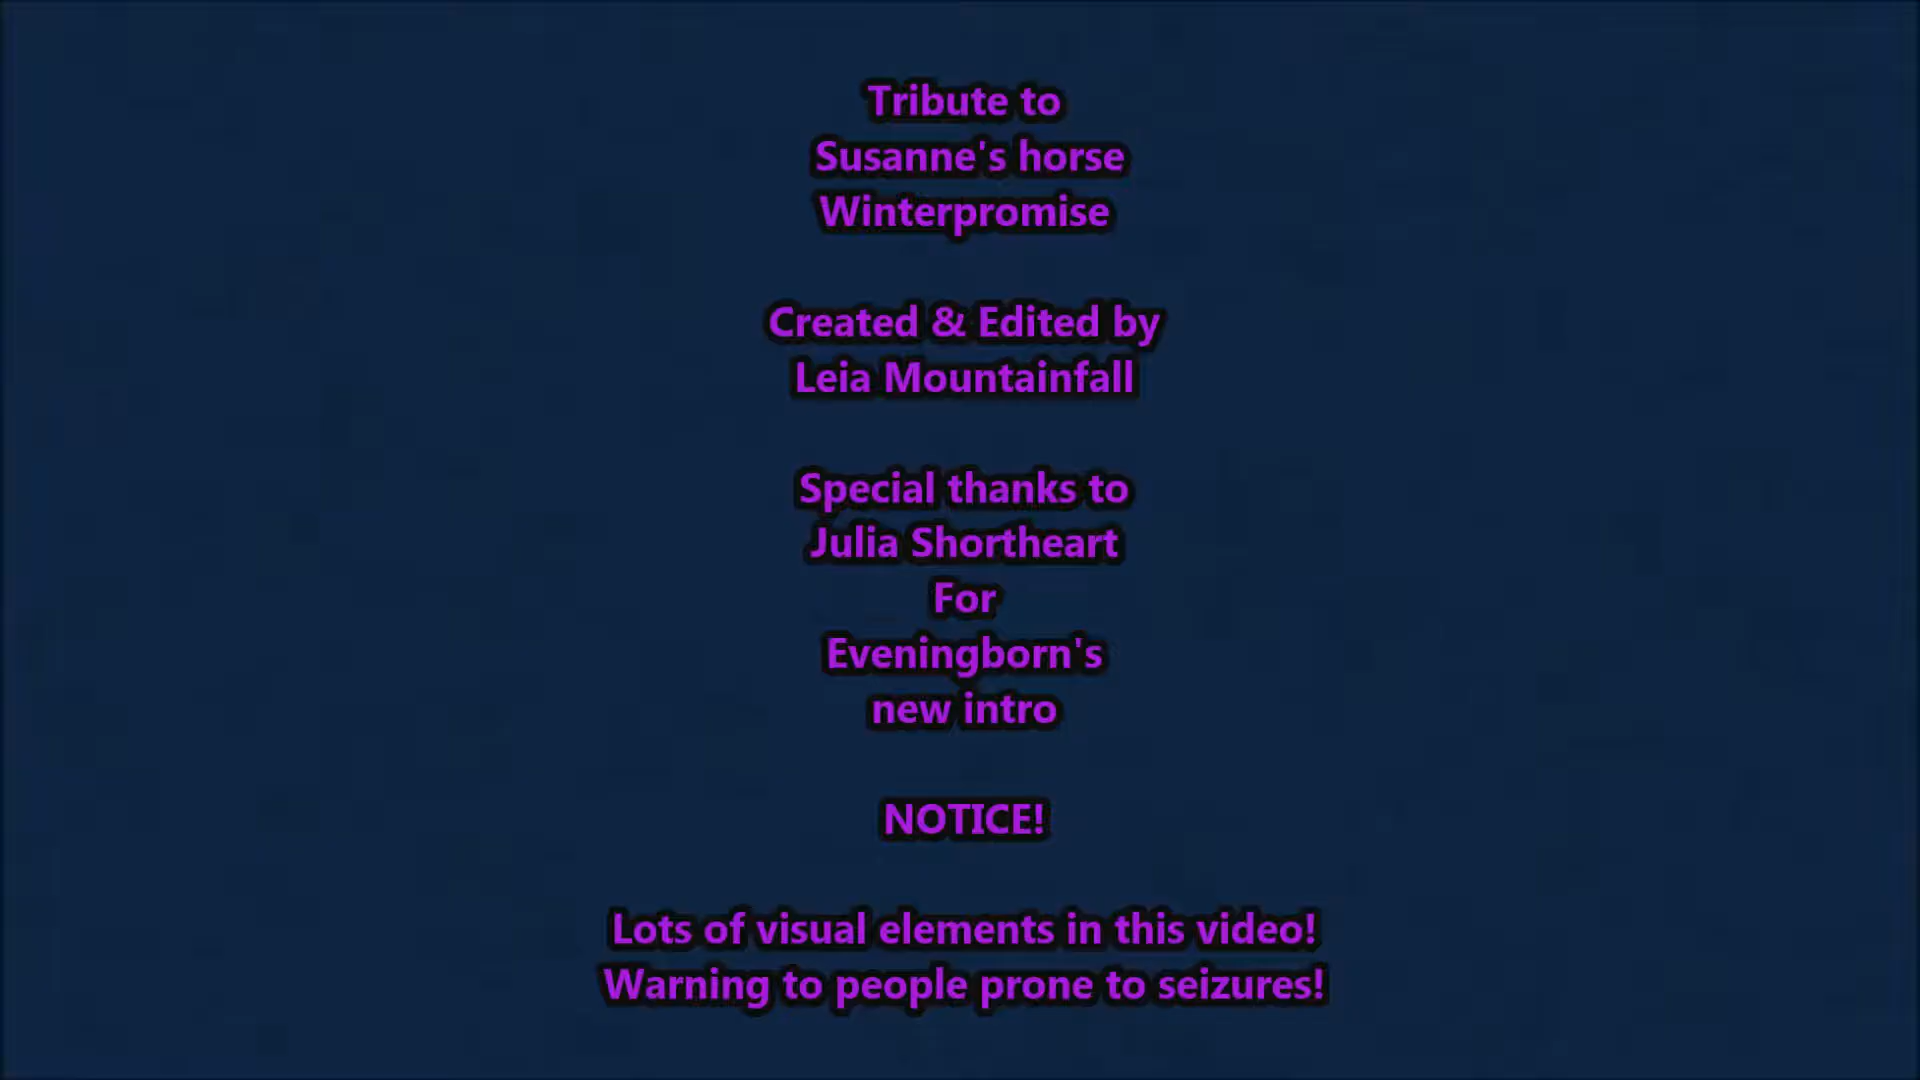 Tribute to
Susanne's horse
Winterpromise
Created & Edited by
Leia Mountainfall
Special thanks to
Julia Shortheart
For
Eveningborn's
new intro
NOTICE!
Lots of visual elements in this video!
Warning to people prone to seizures!